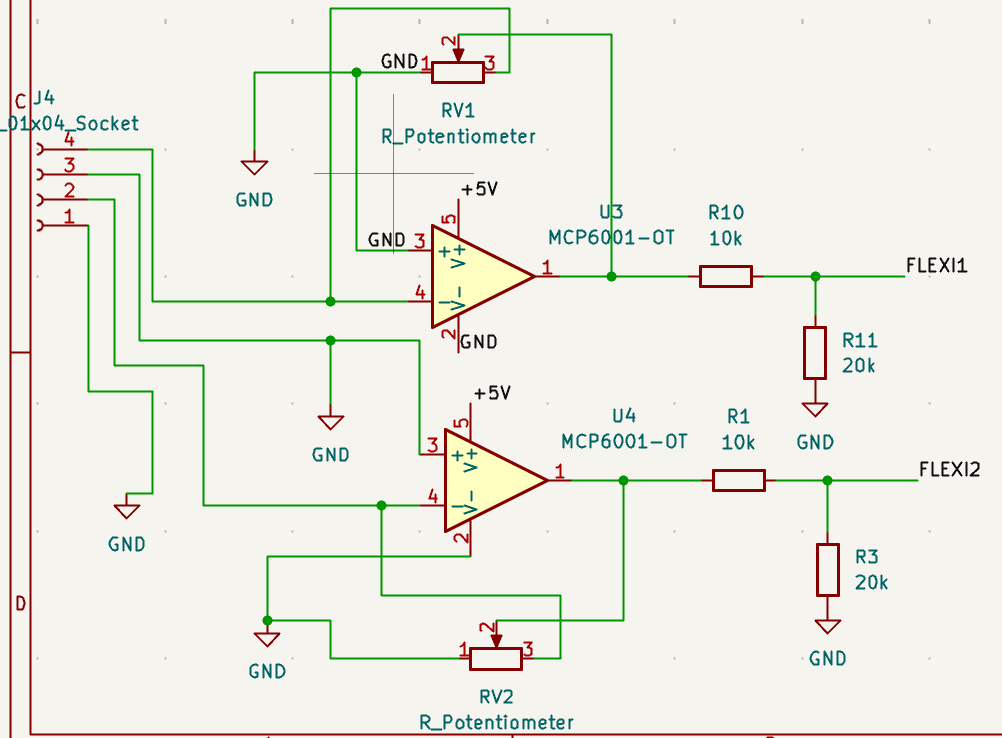 2
GND 1
3
RV1
R_Potentiometer
C
J4
_01x04_Socket
4
3
2
1
GND
+5V
5
U3
MCP6001-OT
R10
10k
GND 3
+
V+
1
FLEXI1
4
−
V−
2
GND
R11
20k
GND
GND
+5V
5
U4
MCP6001-OT
R1
10k
3
+
V+
1
FLEXI2
4
−
V−
2
GND
R3
20k
D
GND
2
1
3
GND
RV2
R_Potentiometer